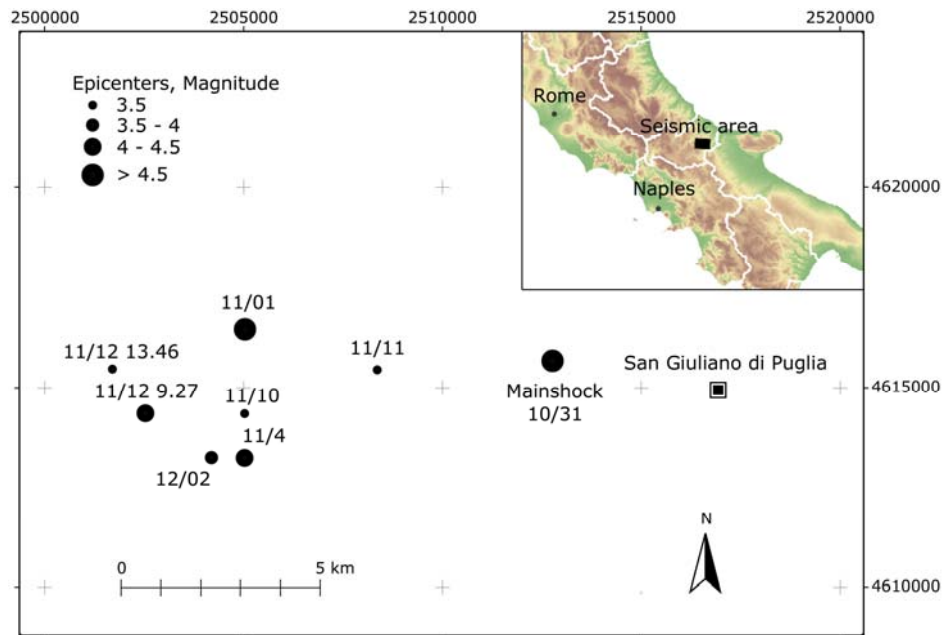 2500000 2505000 2510000 2515000 2520000
Epicenters, Magnitude
3.5
3.5 - 4
4 - 4.5
> 4.5
Rome
Seismic area
Naples
4620000
11/01
11/12 13.46
11/11
San Giuliano di Puglia
11/12 9.27
11/10
Mainshock
10/31
4615000
11/4
12/02
N
0 5 km
4610000